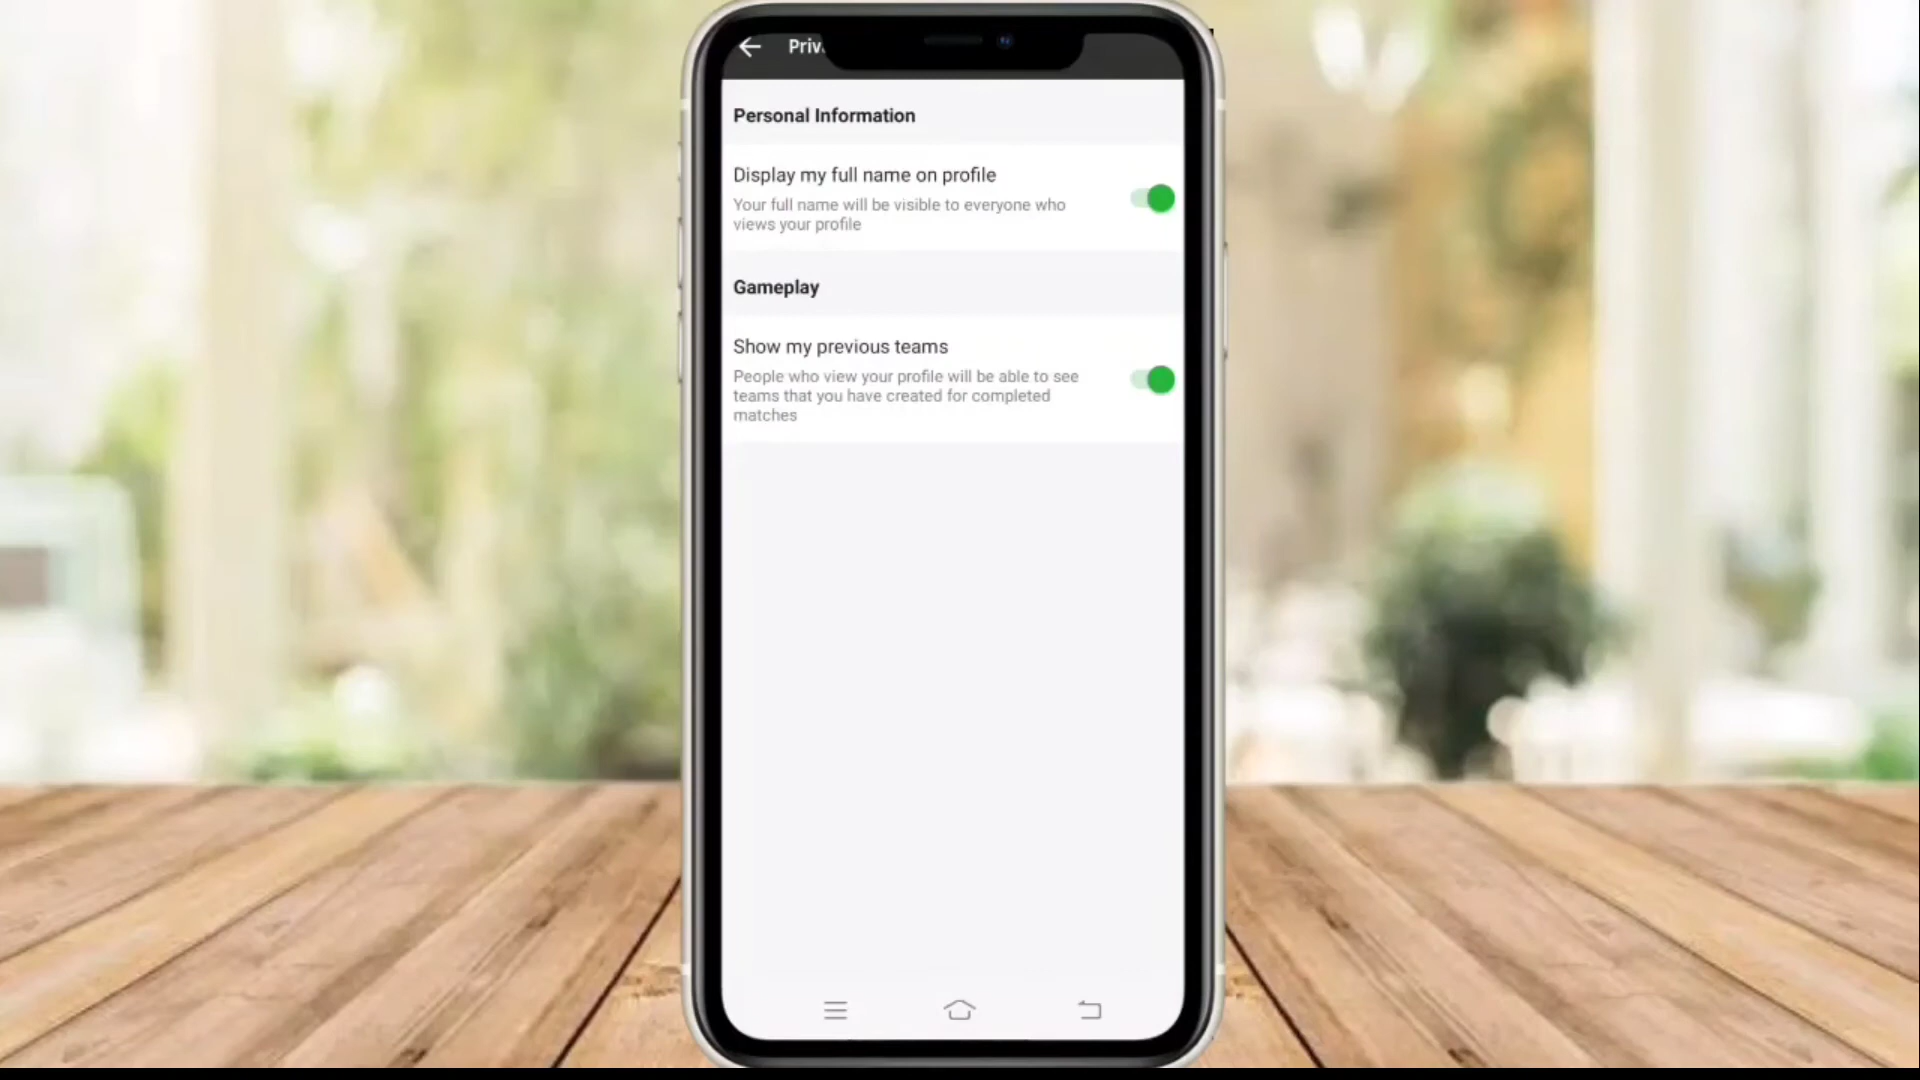 Personal Information
Display my full name on profile
Your full name will be visible to everyone who
views your profile
Gameplay
Show my previous teams
People who view your profile will be able to see
teams that you have created for completed
matches